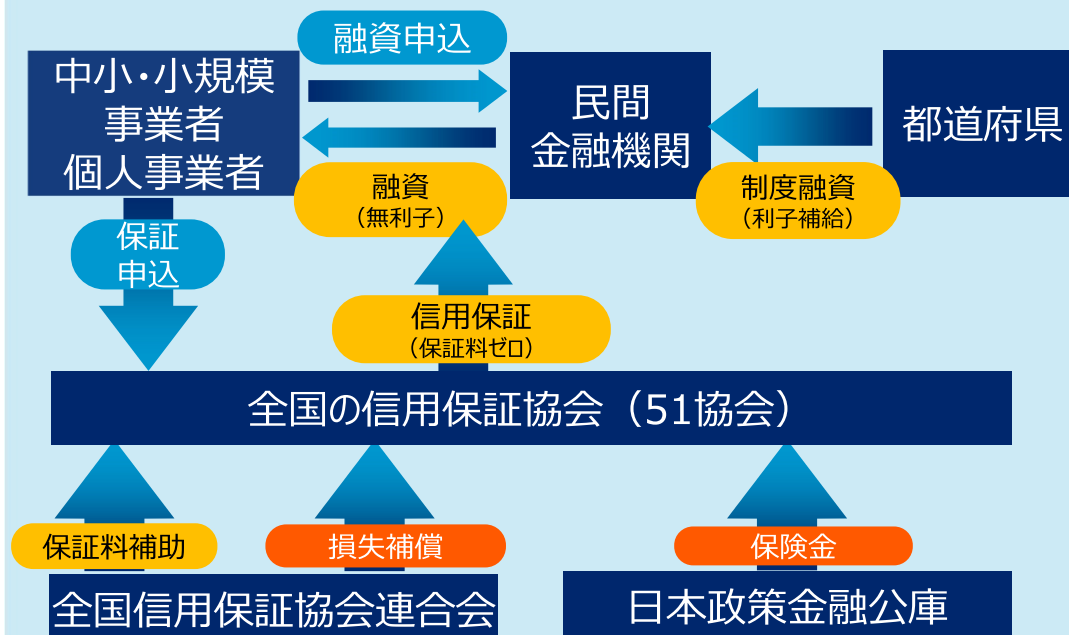 融資申込
中小・小規模
事業者
個人事業者
民間
金融機関
都道府県
融資
（無利子）
制度融資
（利子補給）
保証
申込
信用保証
（保証料ゼロ）
全国の信用保証協会（51協会）
保証料補助
損失補償
保険金
全国信用保証協会連合会
日本政策金融公庫